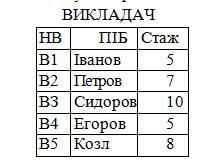 ВИКЛАДАЧ
НВ ПІБ Стаж
В1 Іванов 5
В2 Петров 7
В3 Сидоров 10
В4 Егоров 5
В5 Козл 8